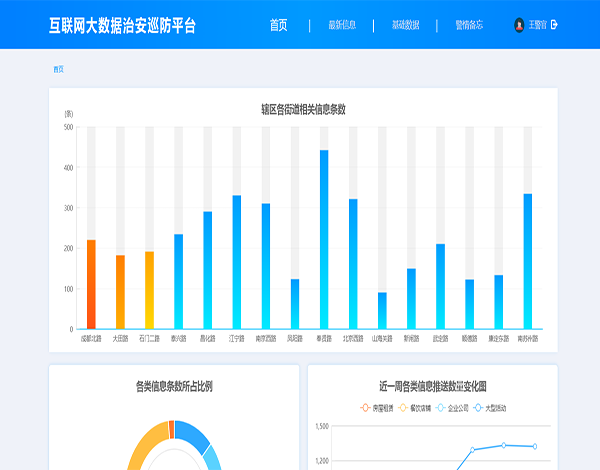 互联网大数据治安巡防平台
首页
最新信息
基础数据
警情备忘
王警官
首页
辖区各街道相关信息条数
(条)
500
400
300
200
100
0
成都北路 大田路 石门二路 泰兴路 昌化路 江宁路 南京西路 凤阳路 奉贤路 北京西路 山海关路 新闸路 武定路 顺德路 康定东路 南苏州路
各类信息条数所占比例
近一周各类信息推送数量变化图
房屋租赁 餐饮店铺 企业公司 大型活动
1,500
1,200